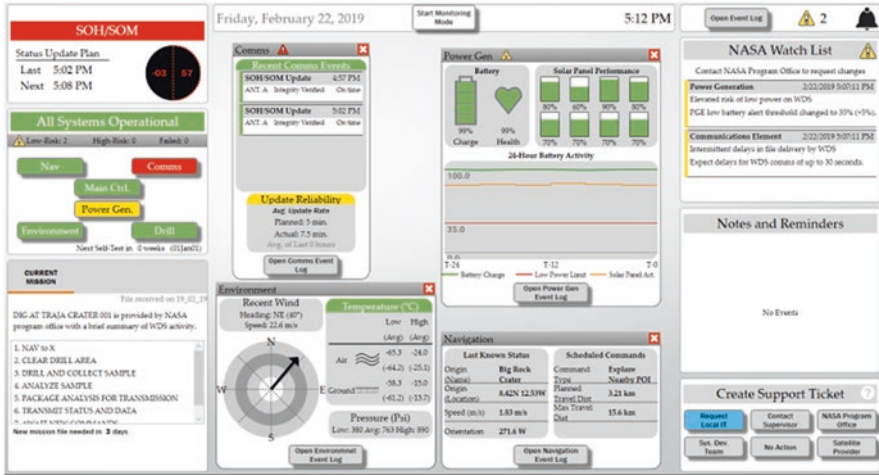 SOH/SOM
Status Update Plan
Last 5:02 PM
Next 5:08 PM
-03 57
All Systems Operational
Low-Risk: 2 High-Risk: 0 Failed: 0
Nav
Comms
Main Ctrl.
Power Gen.
Environment
Drill
Next Self-Test in 0 weeks (01Jan01)
CURRENT
MISSION
File received on 19_02_19
DIG AT TRAJA CRATER 001 is provided by NASA
program office with a brief summary of WDS activity.
1. NAV to X
2. CLEAR DRILL AREA
3. DRILL AND COLLECT SAMPLE
4. ANALYZE SAMPLE
5. PACKAGE ANALYSIS FOR TRANSMISSION
6. TRANSMIT STATUS AND DATA
7. AWAIT NEW COMMANDS
New mission file needed in 3 days
Friday, February 22, 2019
Start Monitoring
Mode
5:12 PM
Comms
Recent Comms Events
SOH/SOM Update 4:57 PM
ANT. A Integrity Verified On-time
SOH/SOM Update 5:02 PM
ANT. A Integrity Verified On-time
Update Reliability
Avg. Update Rate
Planned: 5 min.
Actual: 7.5 min.
Avg. of Last 0 hours
Open Comms Event
Log
Power Gen
Battery
Solar Panel Performance
99% 99%
Charge Health
80% 60% 90% 80%
70% 70% 70% 70%
24-Hour Battery Activity
100.0
35.0
0.0
T-24 T-12 T-0
Battery Charge Low Power Limit Solar Panel Act.
Open Power Gen
Event Log
Environment
Recent Wind
Heading: NE (40°)
Speed: 22.6 m/s
N
W
E
S
Temperature (°C)
Low High
(Avg) (Avg)
Air -65.3 -24.0
(-64.2) (-25.1)
Ground -58.3 -15.0
(-61.2) (-13.7)
Pressure (Psi)
Low: 380 Avg: 763 High: 890
Open Environmnet
Event Log
Navigation
Last Known Status
Origin (Name) Big Rock Crater
Origin (Location) 8.42N 12.53W
Speed (m/s) 1.83 m/s
Orientation 271.6 W
Scheduled Commands
Command Type Explore Nearby POI
Planned Travel Dist 3.21 km
Max Travel Dist 15.6 km
Open Navigation
Event Log
Open Event Log
2
NASA Watch List
Contact NASA Program Office to request changes
Power Generation 2/22/2019 5:07:11 PM
Elevated risk of low power on WDS
PGE low battery alert threshold changed to 35% (+5%).
Communications Element 2/22/2019 5:07:11 PM
Intermittent delays in file delivery by WDS
Expect delays for WDS comms of up to 30 seconds.
Notes and Reminders
No Events
Create Support Ticket
?
Request
Local IT
Contact
Supervisor
NASA Program
Office
Sys. Dev.
Team
No Action
Satellite
Provider